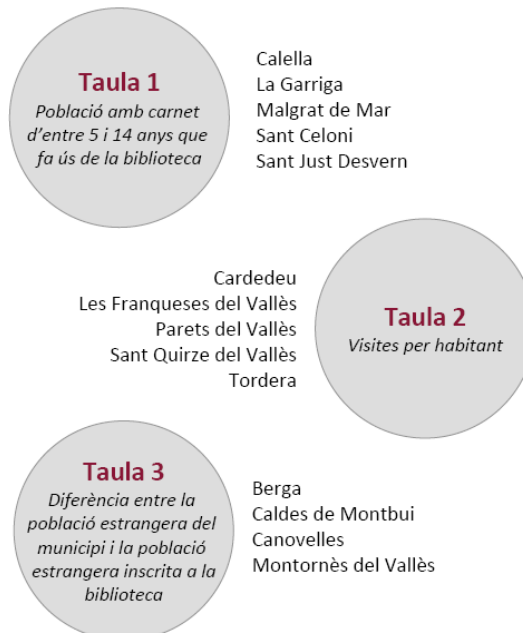 Taula 1
Població amb carnet
d'entre 5 i 14 anys que
fa ús de la biblioteca
Calella
La Garriga
Malgrat de Mar
Sant Celoni
Sant Just Desvern
Cardedeu
Les Franqueses del Vallès
Parets del Vallès
Sant Quirze del Vallès
Tordera
Taula 2
Visites per habitant
Taula 3
Diferència entre la
població estrangera del
municipi i la població
estrangera inscrita a la
biblioteca
Berga
Caldes de Montbui
Canovelles
Montornès del Vallès